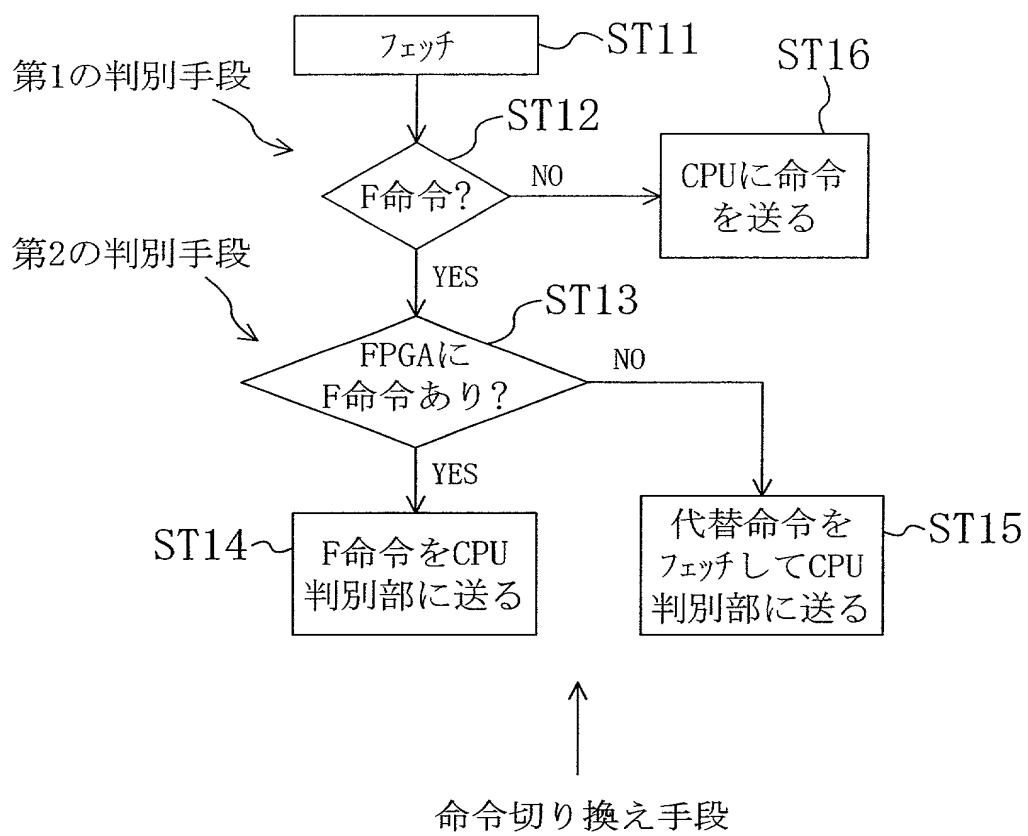 フェッチ
ST11
ST16
第1の判別手段
ST12
F命令?
NO
CPUに命令
を送る
第2の判別手段
YES
ST13
FPGAに
F命令あり?
NO
YES
ST14
F命令をCPU
判別部に送る
代替命令を
フェッチしてCPU
判別部に送る
ST15
命令切り換え手段